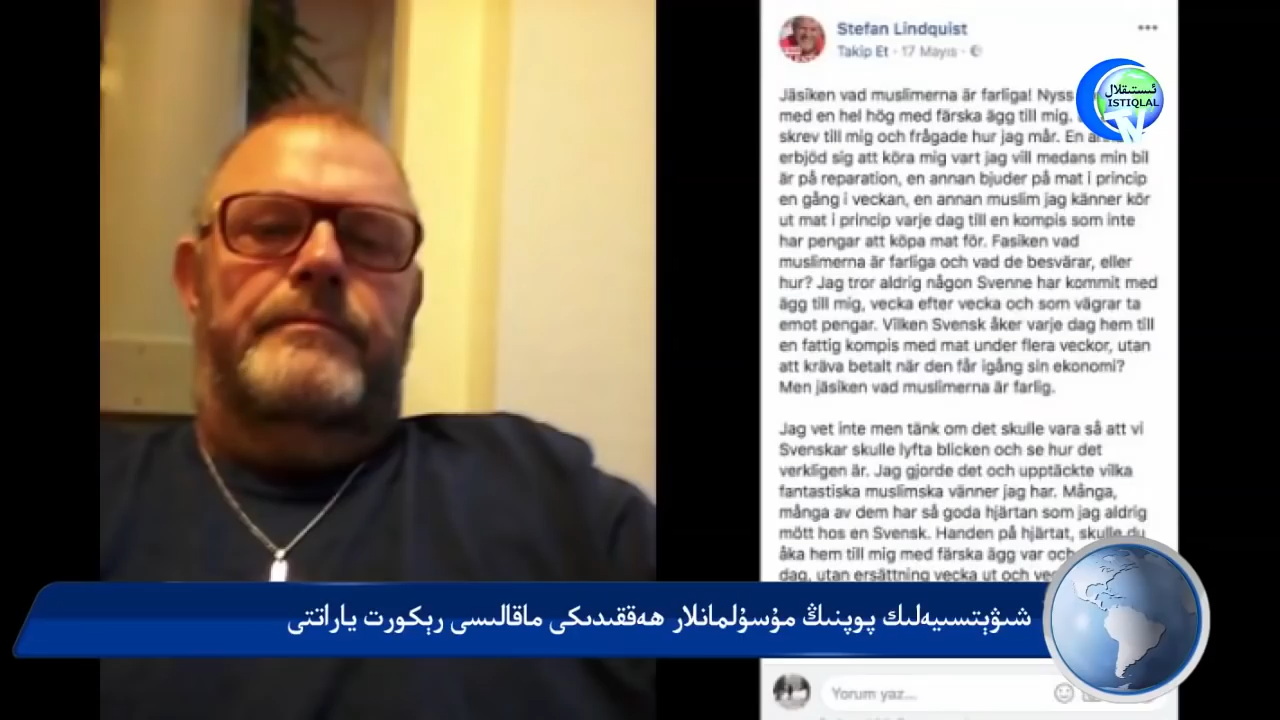 Stefan Lindquist
Takip Et · 17 Mayıs ·
ئىستىقلال
ISTIQLAL
TV
Jäsiken vad muslimerna är farliga! Nyss
med en hel hög med färska ägg till mig.
skrev till mig och frågade hur jag mår. En
erbjöd sig att köra mig vart jag vill medans min bil
är på reparation, en annan bjuder på mat i princip
en gång i veckan, en annan muslim jag känner kör
ut mat i princip varje dag till en kompis som inte
har pengar att köpa mat för. Fasiken vad
muslimerna är farliga och vad de besvärar, eller
hur? Jag tror aldrig någon Svenne har kommit med
ägg till mig, vecka efter vecka och som vägrar ta
emot pengar. Vilken Svensk åker varje dag hem till
en fattig kompis med mat under flera veckor, utan
att kräva betalt när den får igång sin ekonomi?
Men jäsiken vad muslimerna är farlig.
Jag vet inte men tänk om det skulle vara så att vi
Svenskar skulle lyfta blicken och se hur det
verkligen är. Jag gjorde det och upptäckte vilka
fantastiska muslimska vänner jag har. Många,
många av dem har så goda hjärtan som jag aldrig
mött hos en Svensk. Handen på hjärtat, skulle du
åka hem till mig med färska ägg var och
dag, utan ersättning vecka ut och
شىۋېتسىيەلىك پوپنىڭ مۇسۇلمانلار ھەققىدىكى ماقالىسى رېكورت ياراتتى
Yorum yaz...